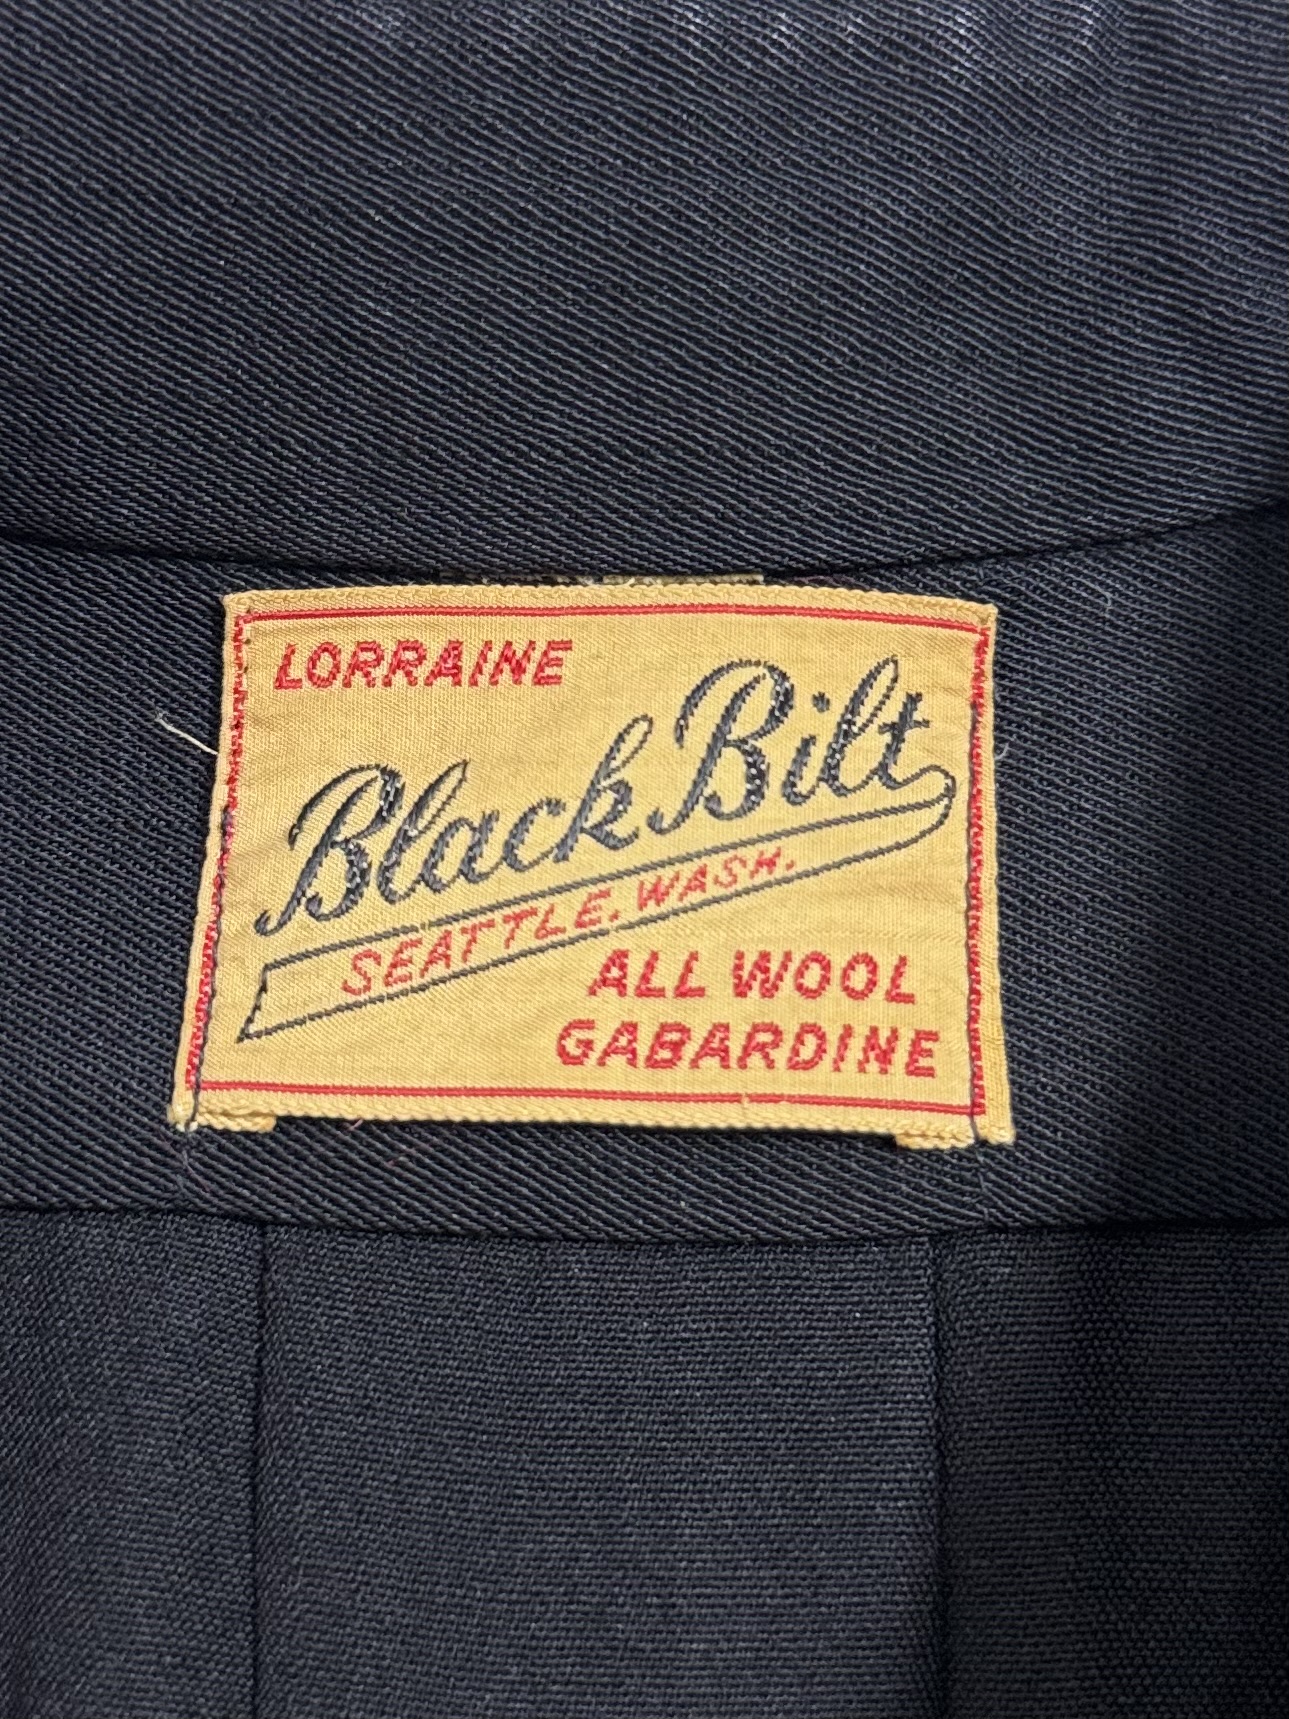 LORRAINE
Black Bilt
SEATTLE. WASH.
ALL WOOL
GABARDINE